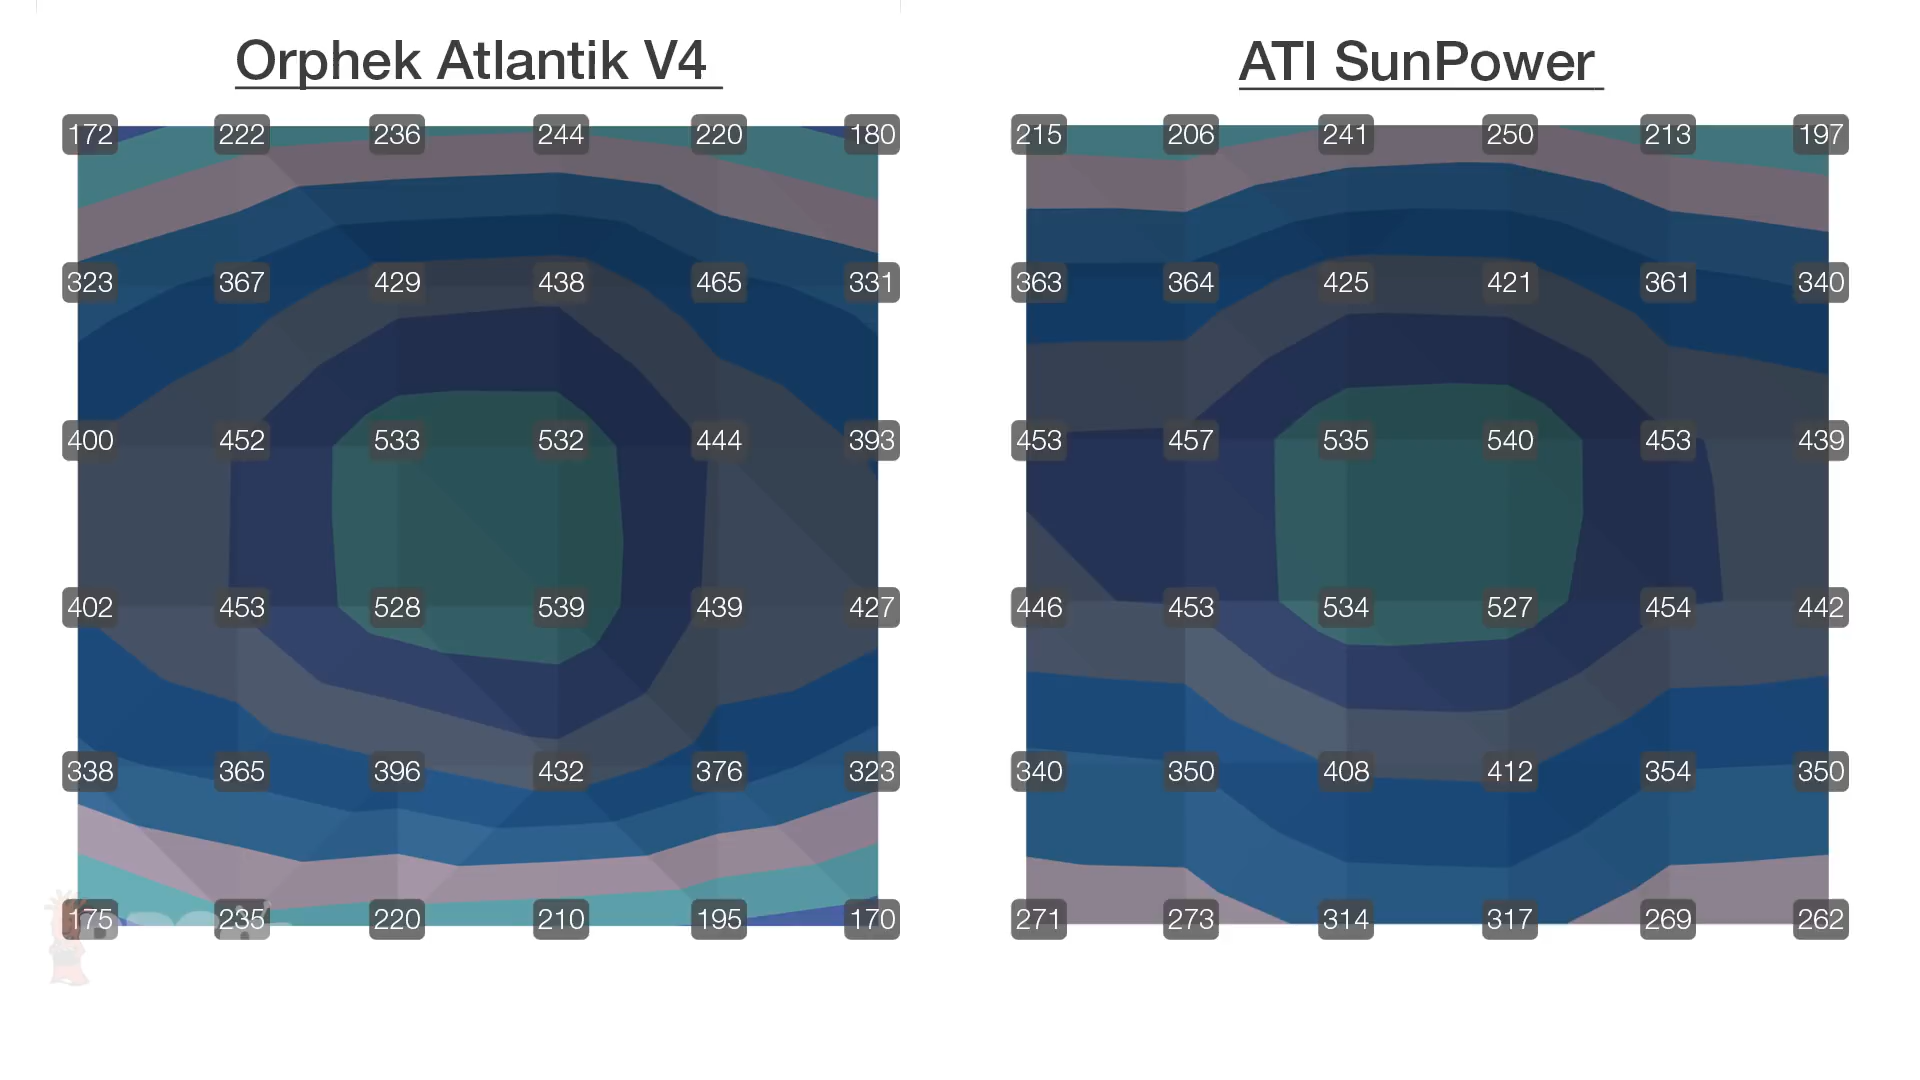 Orphek Atlantik V4
172 222 236 244 220 180
323 367 429 438 465 331
400 452 533 532 444 393
402 453 528 539 439 427
338 365 396 432 376 323
175 235 220 210 195 170
ATI SunPower
215 206 241 250 213 197
363 364 425 421 361 340
453 457 535 540 453 439
446 453 534 527 454 442
340 350 408 412 354 350
271 273 314 317 269 262